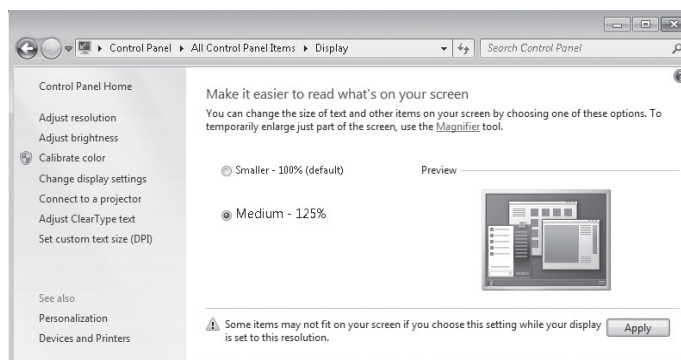 Control Panel ▸ All Control Panel Items ▸ Display
Search Control Panel
Control Panel Home
Adjust resolution
Adjust brightness
Calibrate color
Change display settings
Connect to a projector
Adjust ClearType text
Set custom text size (DPI)
See also
Personalization
Devices and Printers
Make it easier to read what's on your screen
You can change the size of text and other items on your screen by choosing one of these options. To
temporarily enlarge just part of the screen, use the Magnifier tool.
Smaller - 100% (default)
Preview
Medium - 125%
Some items may not fit on your screen if you choose this setting while your display
is set to this resolution.
Apply